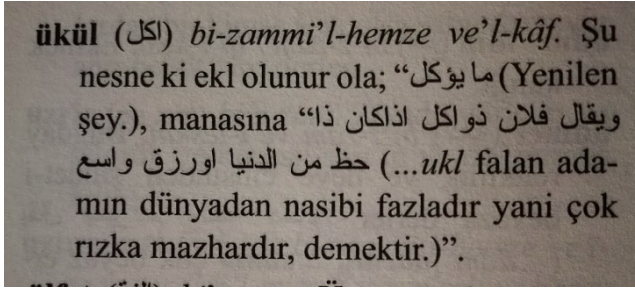 ükül (اكل) bi-zammi’l-hemze ve’l-kâf. Şu
nesne ki ekl olunur ola; “ما يؤكل (Yenilen
şey.), manasına “ويقال فلان ذو اكل اذاكان ذا
حظ من الدنيا اورزق واسع (...ukl falan ada-
mın dünyadan nasibi fazladır yani çok
rızka mazhardır, demektir.)”.